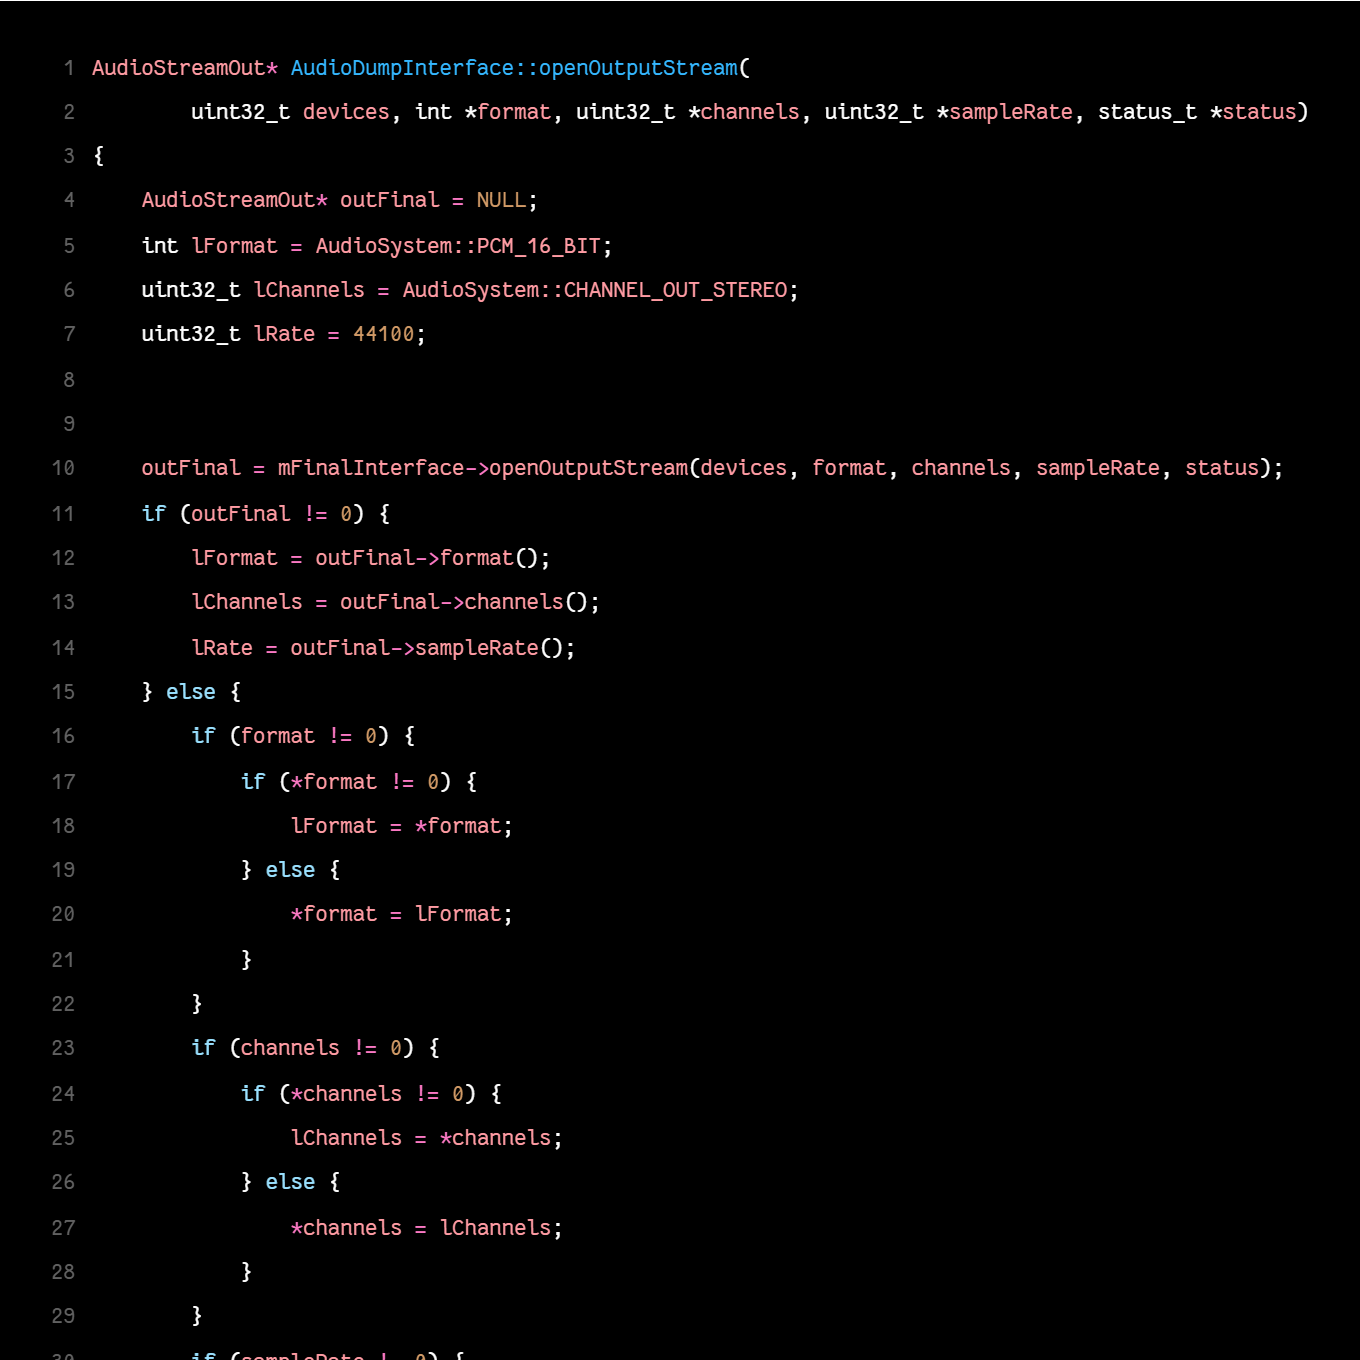 1 AudioStreamOut* AudioDumpInterface::openOutputStream(
2         uint32_t devices, int *format, uint32_t *channels, uint32_t *sampleRate, status_t *status)
3 {
4     AudioStreamOut* outFinal = NULL;
5     int lFormat = AudioSystem::PCM_16_BIT;
6     uint32_t lChannels = AudioSystem::CHANNEL_OUT_STEREO;
7     uint32_t lRate = 44100;
8
9
10     outFinal = mFinalInterface->openOutputStream(devices, format, channels, sampleRate, status);
11     if (outFinal != 0) {
12         lFormat = outFinal->format();
13         lChannels = outFinal->channels();
14         lRate = outFinal->sampleRate();
15     } else {
16         if (format != 0) {
17             if (*format != 0) {
18                 lFormat = *format;
19             } else {
20                 *format = lFormat;
21             }
22         }
23         if (channels != 0) {
24             if (*channels != 0) {
25                 lChannels = *channels;
26             } else {
27                 *channels = lChannels;
28             }
29         }
30         if (sampleRate != 0) {